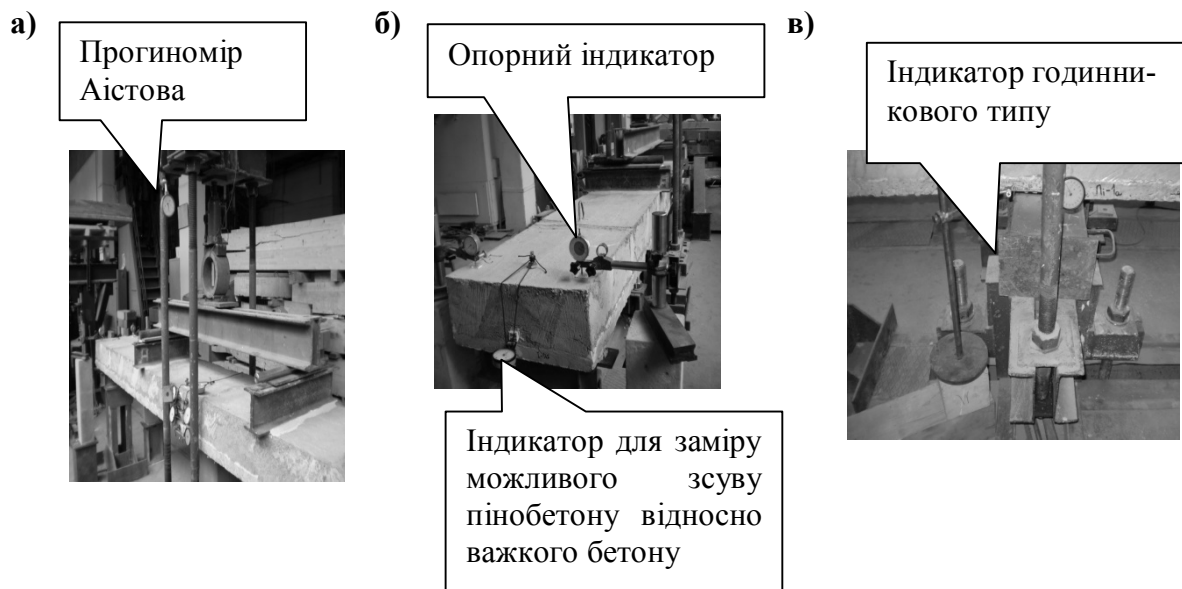 а)
б)
в)
Прогиномір
Аістова
Опорний індикатор
Індикатор годинни-
кового типу
Індикатор для заміру
можливого зсуву
пінобетону відносно
важкого бетону